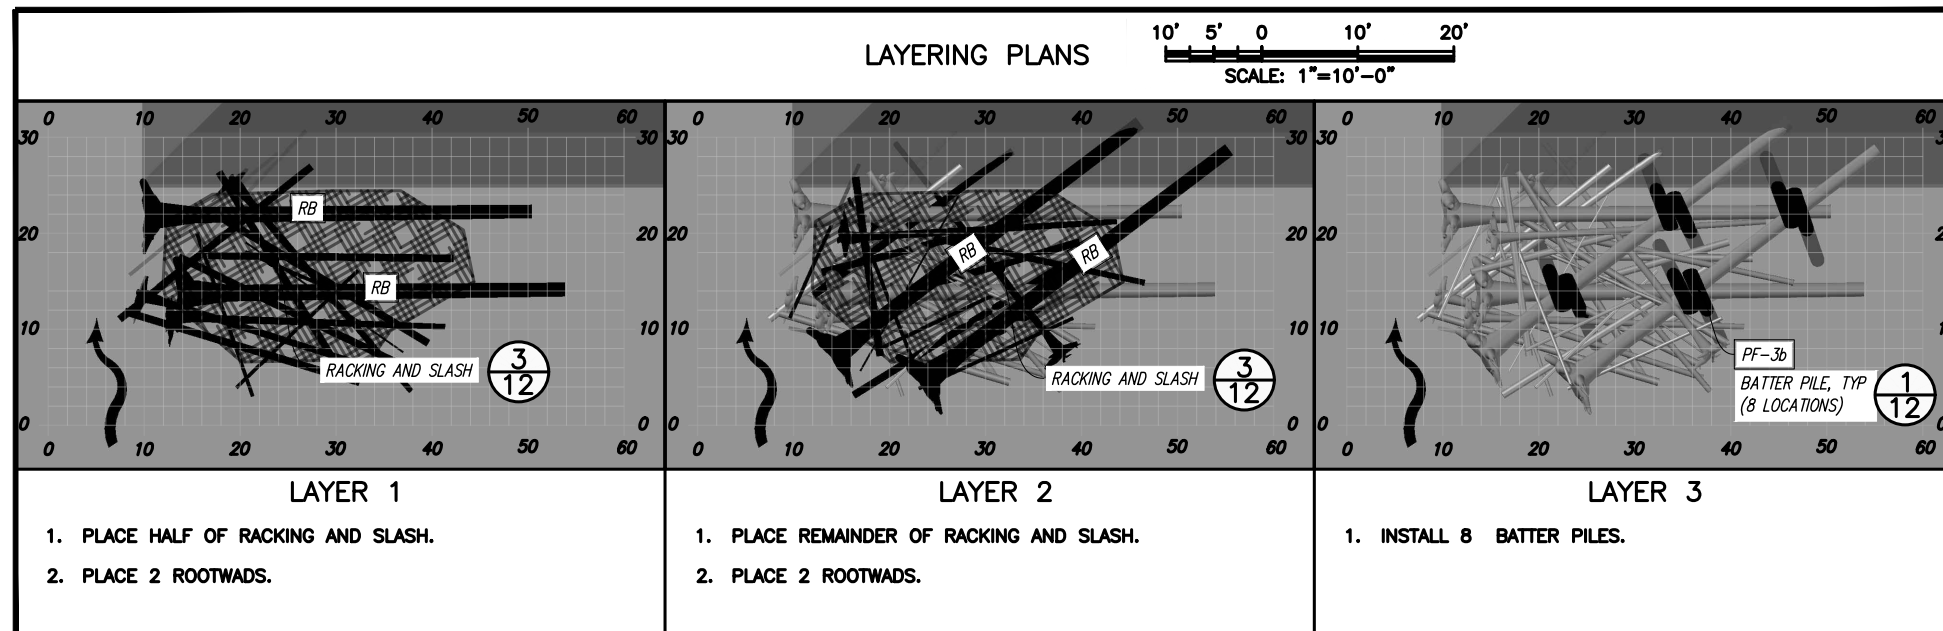 LAYERING PLANS
10' 5' 0 10' 20'
SCALE: 1"=10'-0"
0 10 20 30 40 50 60
30 30
20 20
10 10
0 0
0 10 20 30 40 50 60
RB
RB
RACKING AND SLASH
3
12
LAYER 1
1. PLACE HALF OF RACKING AND SLASH.
2. PLACE 2 ROOTWADS.
0 10 20 30 40 50 60
30 30
20 20
10 10
0 0
0 10 20 30 40 50 60
RB
RB
RACKING AND SLASH
3
12
LAYER 2
1. PLACE REMAINDER OF RACKING AND SLASH.
2. PLACE 2 ROOTWADS.
0 10 20 30 40 50 60
30
20
10
0
0 10 20 30 40 50 60
PF-3b
BATTER PILE, TYP
(8 LOCATIONS)
1
12
LAYER 3
1. INSTALL 8 BATTER PILES.